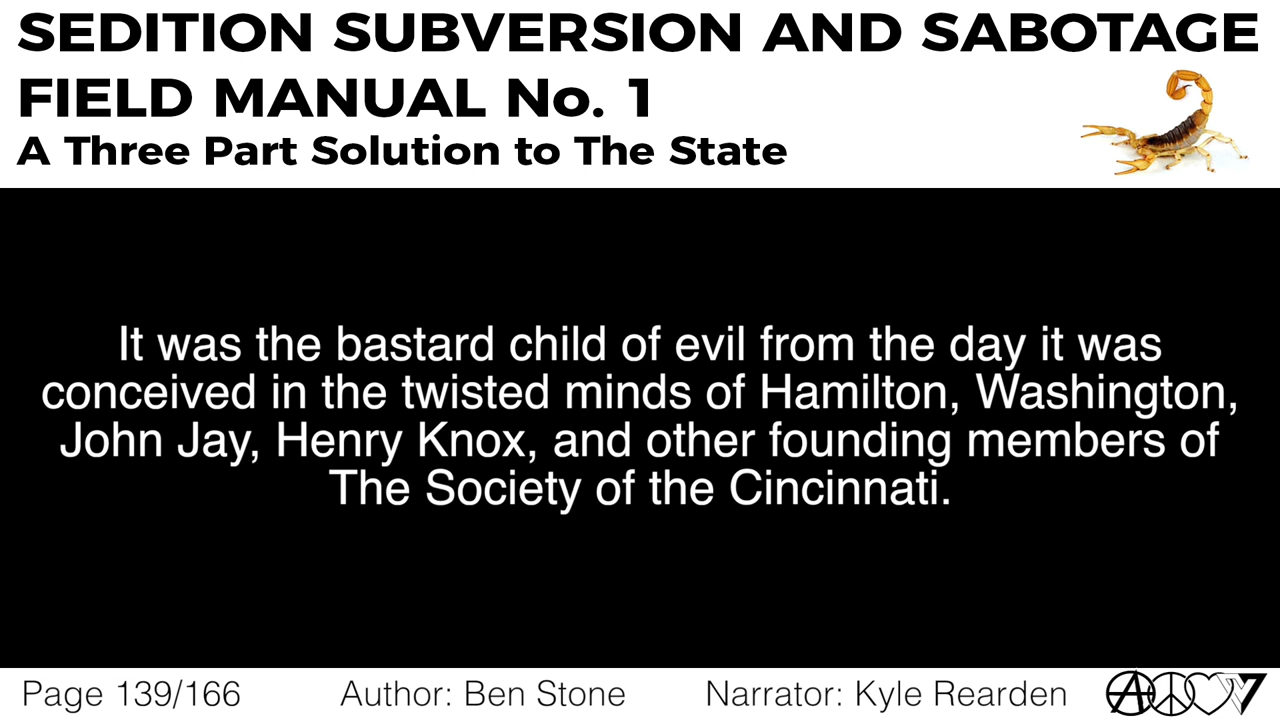 SEDITION SUBVERSION AND SABOTAGE
FIELD MANUAL No. 1
A Three Part Solution to The State
It was the bastard child of evil from the day it was
conceived in the twisted minds of Hamilton, Washington,
John Jay, Henry Knox, and other founding members of
The Society of the Cincinnati.
Page 139/166 Author: Ben Stone Narrator: Kyle Rearden